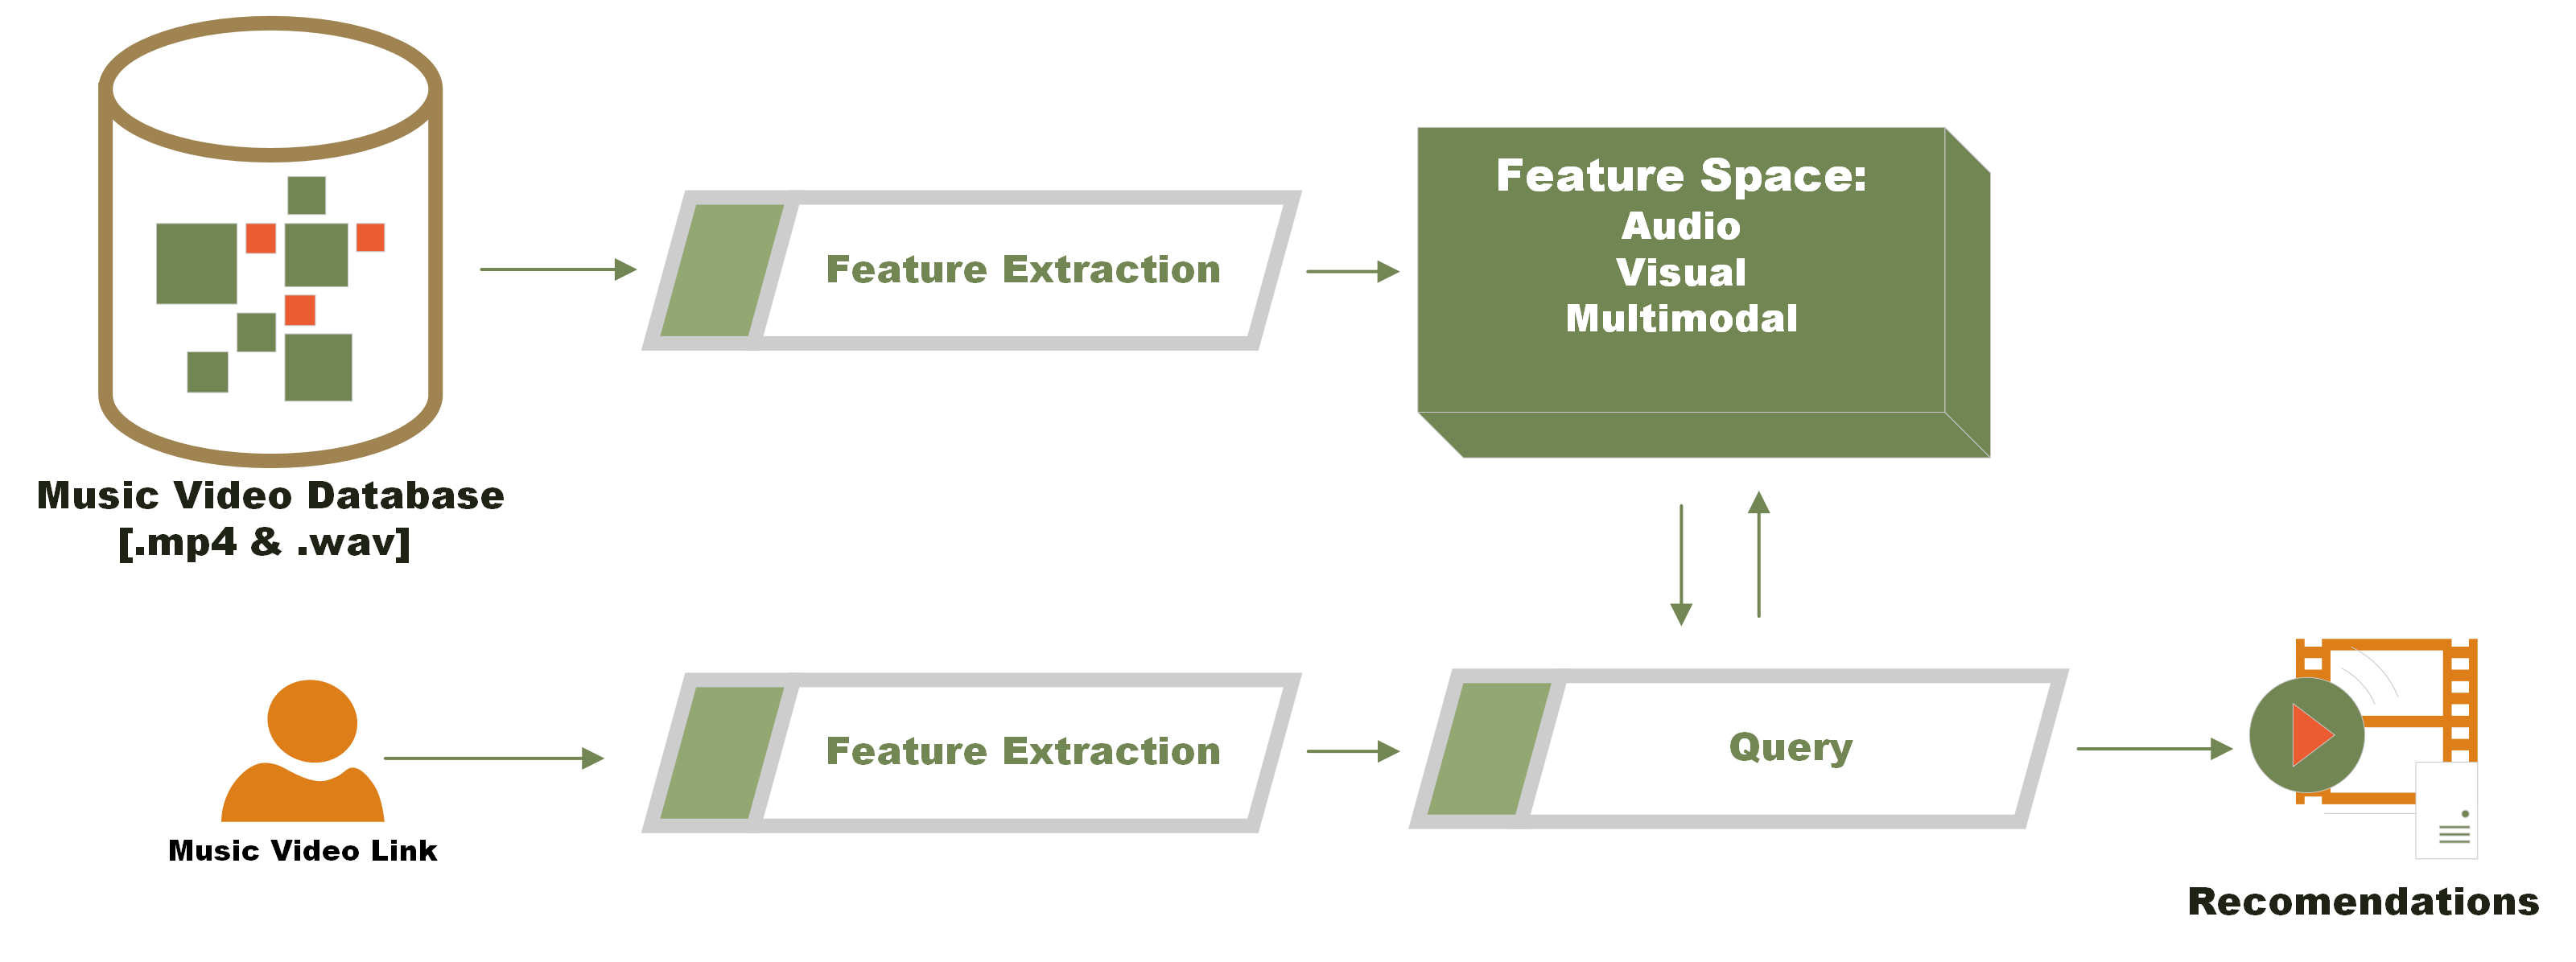 Music Video Database
[.mp4 & .wav]
Feature Extraction
Feature Space:
Audio
Visual
Multimodal
Music Video Link
Feature Extraction
Query
Recomendations